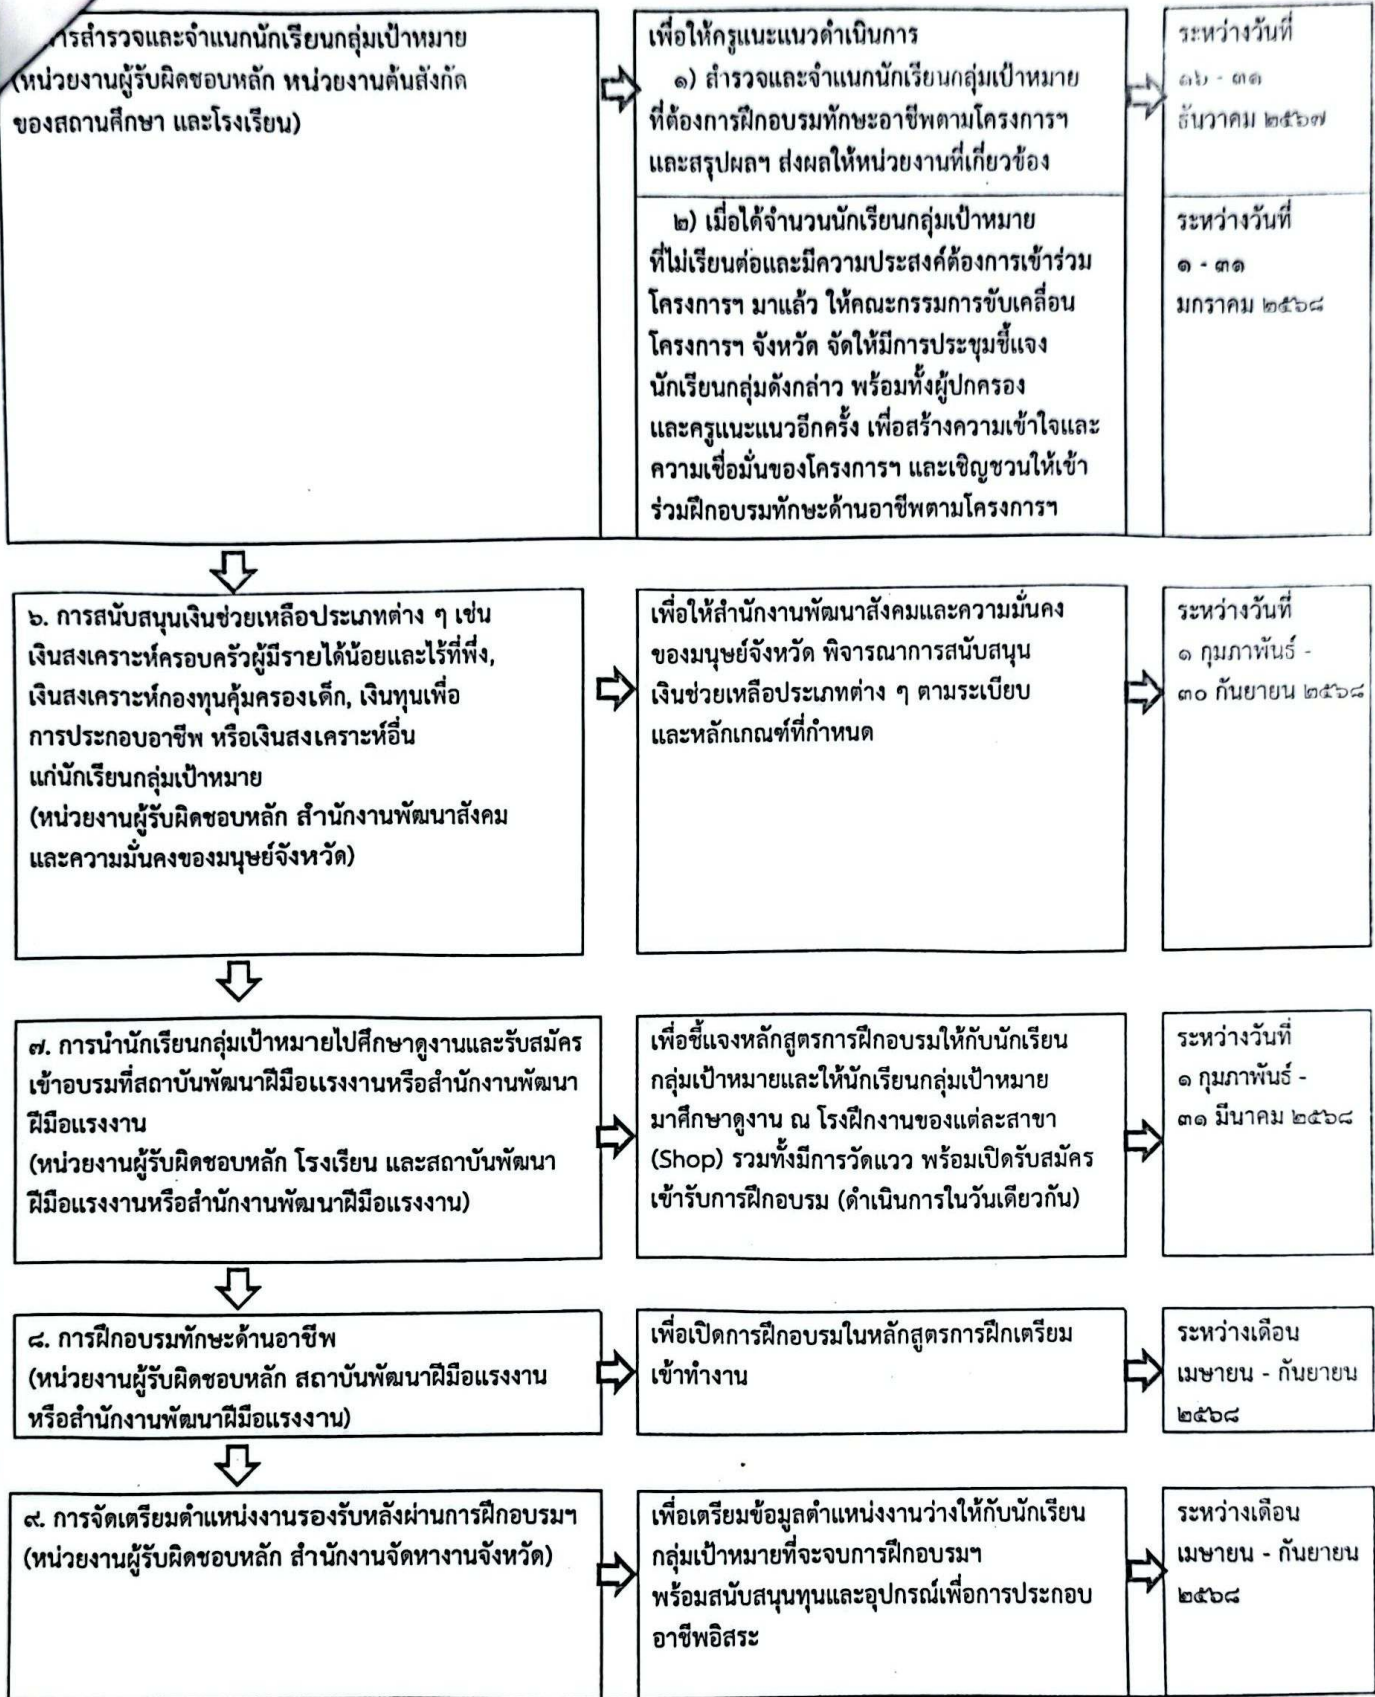 การสำรวจและจำแนกนักเรียนกลุ่มเป้าหมาย
(หน่วยงานผู้รับผิดชอบหลัก หน่วยงานต้นสังกัด
ของสถานศึกษา และโรงเรียน)
เพื่อให้ครูแนะแนวดำเนินการ
๑) สำรวจและจำแนกนักเรียนกลุ่มเป้าหมาย
ที่ต้องการฝึกอบรมทักษะอาชีพตามโครงการฯ
และสรุปผลฯ ส่งผลให้หน่วยงานที่เกี่ยวข้อง
ระหว่างวันที่
๑๖ - ๓๑
ธันวาคม ๒๕๖๗
๒) เมื่อได้จำนวนนักเรียนกลุ่มเป้าหมาย
ที่ไม่เรียนต่อและมีความประสงค์ต้องการเข้าร่วม
โครงการฯ มาแล้ว ให้คณะกรรมการขับเคลื่อน
โครงการฯ จังหวัด จัดให้มีการประชุมชี้แจง
นักเรียนกลุ่มดังกล่าว พร้อมทั้งผู้ปกครอง
และครูแนะแนวอีกครั้ง เพื่อสร้างความเข้าใจและ
ความเชื่อมั่นของโครงการฯ และเชิญชวนให้เข้า
ร่วมฝึกอบรมทักษะด้านอาชีพตามโครงการฯ
ระหว่างวันที่
๑ - ๓๑
มกราคม ๒๕๖๘
๖. การสนับสนุนเงินช่วยเหลือประเภทต่าง ๆ เช่น
เงินสงเคราะห์ครอบครัวผู้มีรายได้น้อยและไร้ที่พึ่ง,
เงินสงเคราะห์กองทุนคุ้มครองเด็ก, เงินทุนเพื่อ
การประกอบอาชีพ หรือเงินสงเคราะห์อื่น
แก่นักเรียนกลุ่มเป้าหมาย
(หน่วยงานผู้รับผิดชอบหลัก สำนักงานพัฒนาสังคม
และความมั่นคงของมนุษย์จังหวัด)
เพื่อให้สำนักงานพัฒนาสังคมและความมั่นคง
ของมนุษย์จังหวัด พิจารณาการสนับสนุน
เงินช่วยเหลือประเภทต่าง ๆ ตามระเบียบ
และหลักเกณฑ์ที่กำหนด
ระหว่างวันที่
๑ กุมภาพันธ์ -
๓๐ กันยายน ๒๕๖๘
๗. การนำนักเรียนกลุ่มเป้าหมายไปศึกษาดูงานและรับสมัคร
เข้าอบรมที่สถาบันพัฒนาฝีมือแรงงานหรือสำนักงานพัฒนา
ฝีมือแรงงาน
(หน่วยงานผู้รับผิดชอบหลัก โรงเรียน และสถาบันพัฒนา
ฝีมือแรงงานหรือสำนักงานพัฒนาฝีมือแรงงาน)
เพื่อชี้แจงหลักสูตรการฝึกอบรมให้กับนักเรียน
กลุ่มเป้าหมายและให้นักเรียนกลุ่มเป้าหมาย
มาศึกษาดูงาน ณ โรงฝึกงานของแต่ละสาขา
(Shop) รวมทั้งมีการวัดแวว พร้อมเปิดรับสมัคร
เข้ารับการฝึกอบรม (ดำเนินการในวันเดียวกัน)
ระหว่างวันที่
๑ กุมภาพันธ์ -
๓๑ มีนาคม ๒๕๖๘
๘. การฝึกอบรมทักษะด้านอาชีพ
(หน่วยงานผู้รับผิดชอบหลัก สถาบันพัฒนาฝีมือแรงงาน
หรือสำนักงานพัฒนาฝีมือแรงงาน)
เพื่อเปิดการฝึกอบรมในหลักสูตรการฝึกเตรียม
เข้าทำงาน
ระหว่างเดือน
เมษายน - กันยายน
๒๕๖๘
๙. การจัดเตรียมตำแหน่งงานรองรับหลังผ่านการฝึกอบรมฯ
(หน่วยงานผู้รับผิดชอบหลัก สำนักงานจัดหางานจังหวัด)
เพื่อเตรียมข้อมูลตำแหน่งงานว่างให้กับนักเรียน
กลุ่มเป้าหมายที่จะจบการฝึกอบรมฯ
พร้อมสนับสนุนทุนและอุปกรณ์เพื่อการประกอบ
อาชีพอิสระ
ระหว่างเดือน
เมษายน - กันยายน
๒๕๖๘